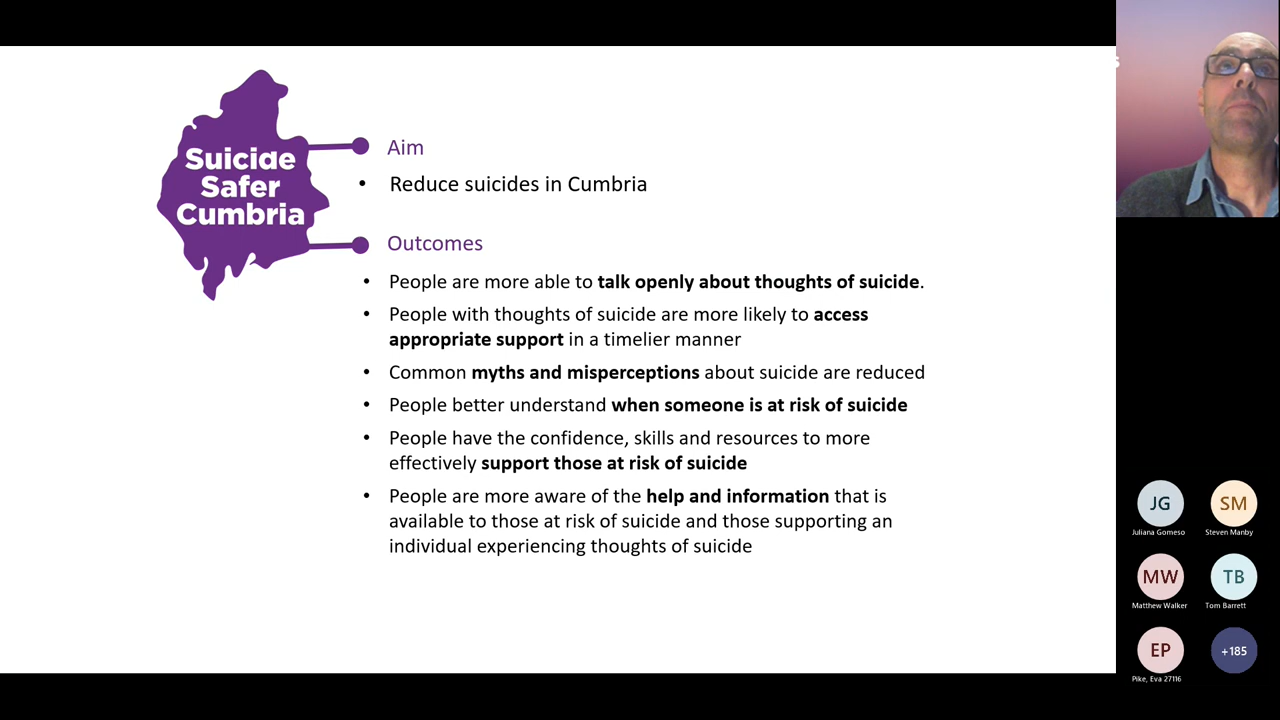 Suicide
Safer
Cumbria
Aim
• Reduce suicides in Cumbria
Outcomes
• People are more able to talk openly about thoughts of suicide.
• People with thoughts of suicide are more likely to access
appropriate support in a timelier manner
• Common myths and misperceptions about suicide are reduced
• People better understand when someone is at risk of suicide
• People have the confidence, skills and resources to more
effectively support those at risk of suicide
• People are more aware of the help and information that is
available to those at risk of suicide and those supporting an
individual experiencing thoughts of suicide
JG
Juliana Gomeso
SM
Steven Manby
MW
Matthew Walker
TB
Tom Barrett
EP
Pike, Eva 27116
+185